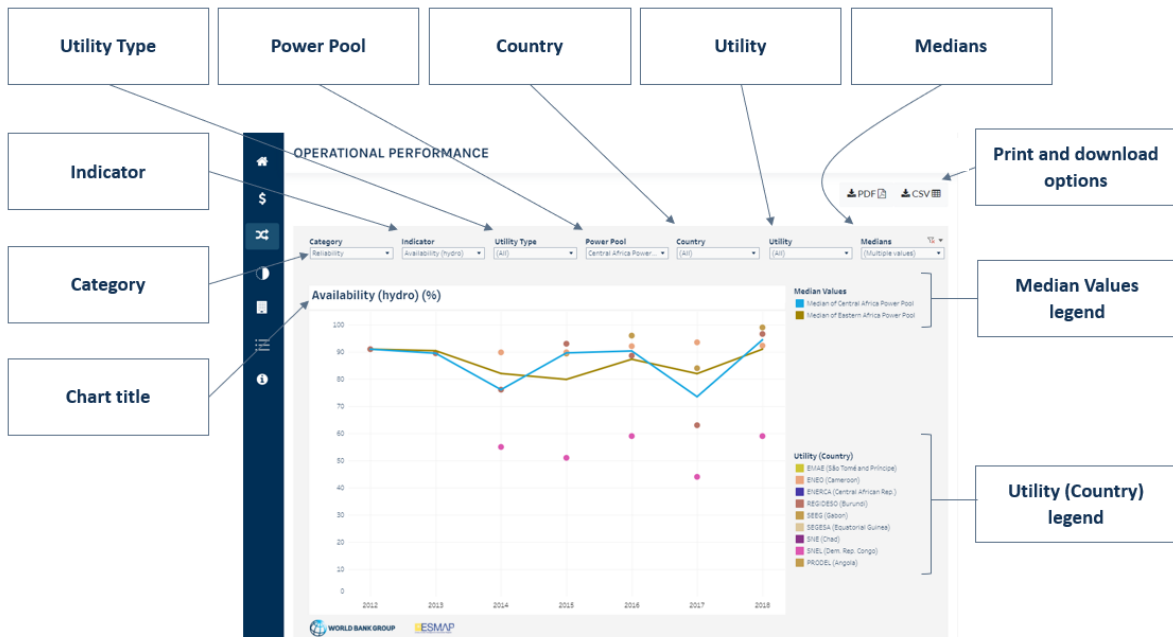 Utility Type
Power Pool
Country
Utility
Medians
Indicator
Print and download
options
Category
Median Values
legend
Chart title
Utility (Country)
legend
OPERATIONAL PERFORMANCE
PDF
CSV
Category
Indicator
Utility Type
Power Pool
Country
Utility
Medians
Reliability
Availability (hydro)
(All)
Central Africa Power...
(All)
(All)
(Multiple values)
Availability (hydro) (%)
Median Values
Median of Central Africa Power Pool
Median of Eastern Africa Power Pool
100
90
80
70
60
50
40
30
20
10
0
2012
2013
2014
2015
2016
2017
2018
Utility (Country)
EMAE (São Tomé and Príncipe)
ENEO (Cameroon)
ENERCA (Central African Rep.)
REGIDESO (Burundi)
SEEG (Gabon)
SEGESA (Equatorial Guinea)
SNE (Chad)
SNEL (Dem. Rep. Congo)
PRODEL (Angola)
WORLD BANK GROUP
ESMAP